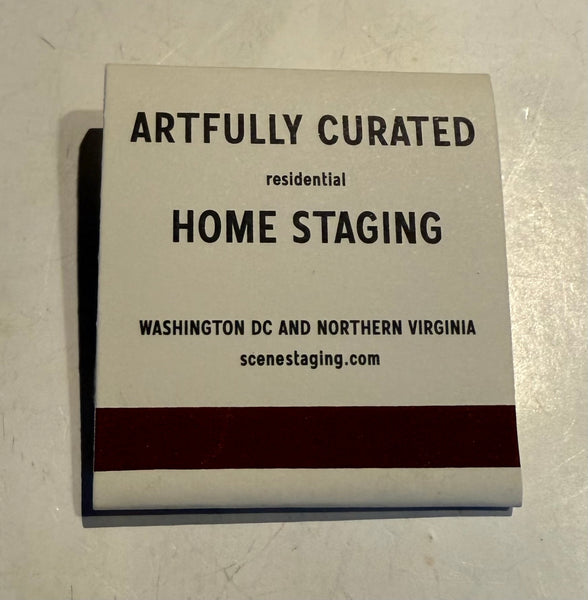 ARTFULLY CURATED
residential
HOME STAGING
WASHINGTON DC AND NORTHERN VIRGINIA
scenestaging.com